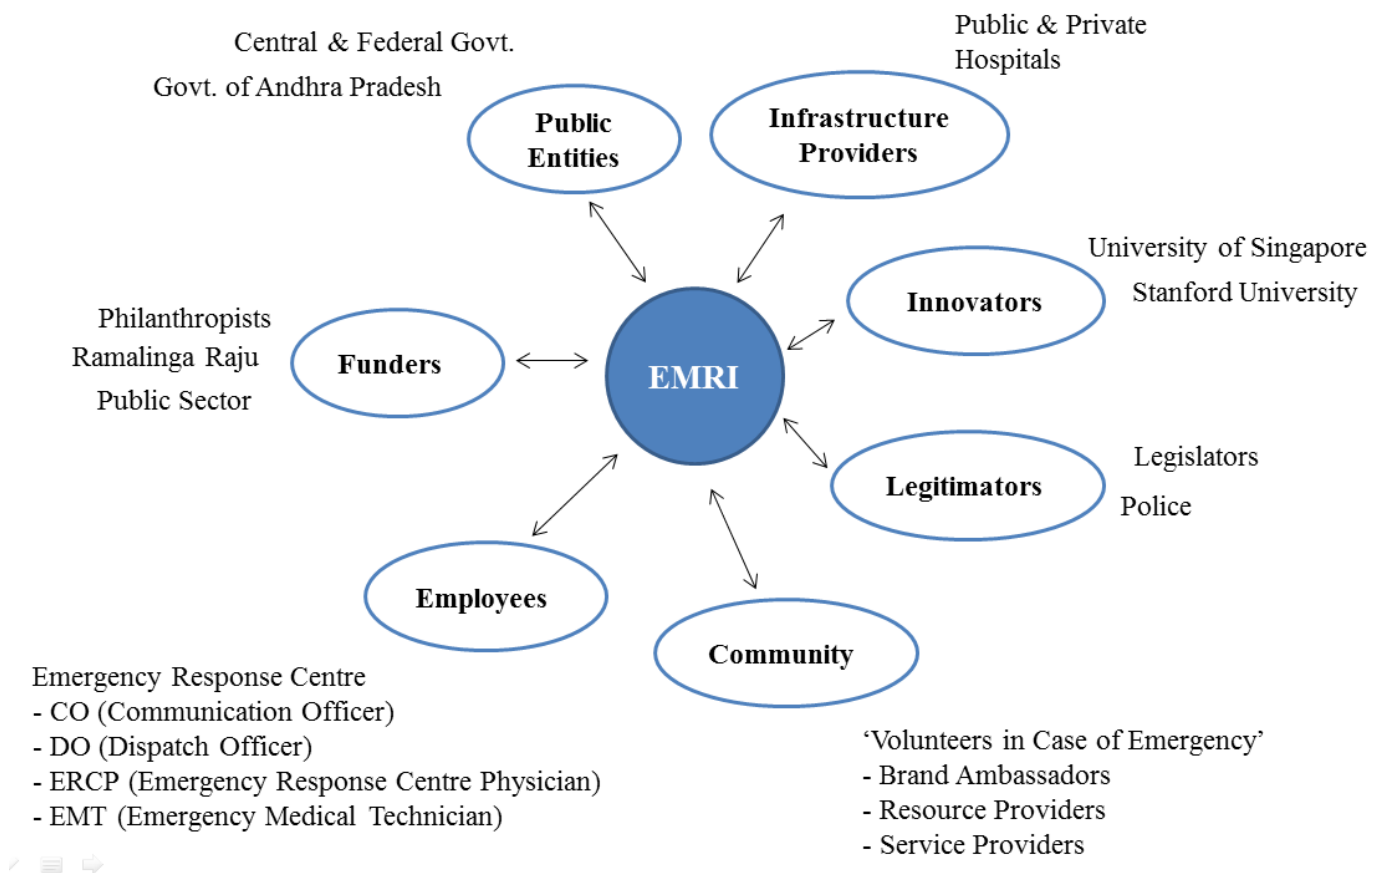 Central & Federal Govt.
Govt. of Andhra Pradesh
Public
Entities
Public & Private
Hospitals
Infrastructure
Providers
University of Singapore
Stanford University
Innovators
Philanthropists
Ramalinga Raju
Public Sector
Funders
EMRI
Legitimators
Legislators
Police
Employees
Community
Emergency Response Centre
- CO (Communication Officer)
- DO (Dispatch Officer)
- ERCP (Emergency Response Centre Physician)
- EMT (Emergency Medical Technician)
‘Volunteers in Case of Emergency’
- Brand Ambassadors
- Resource Providers
- Service Providers